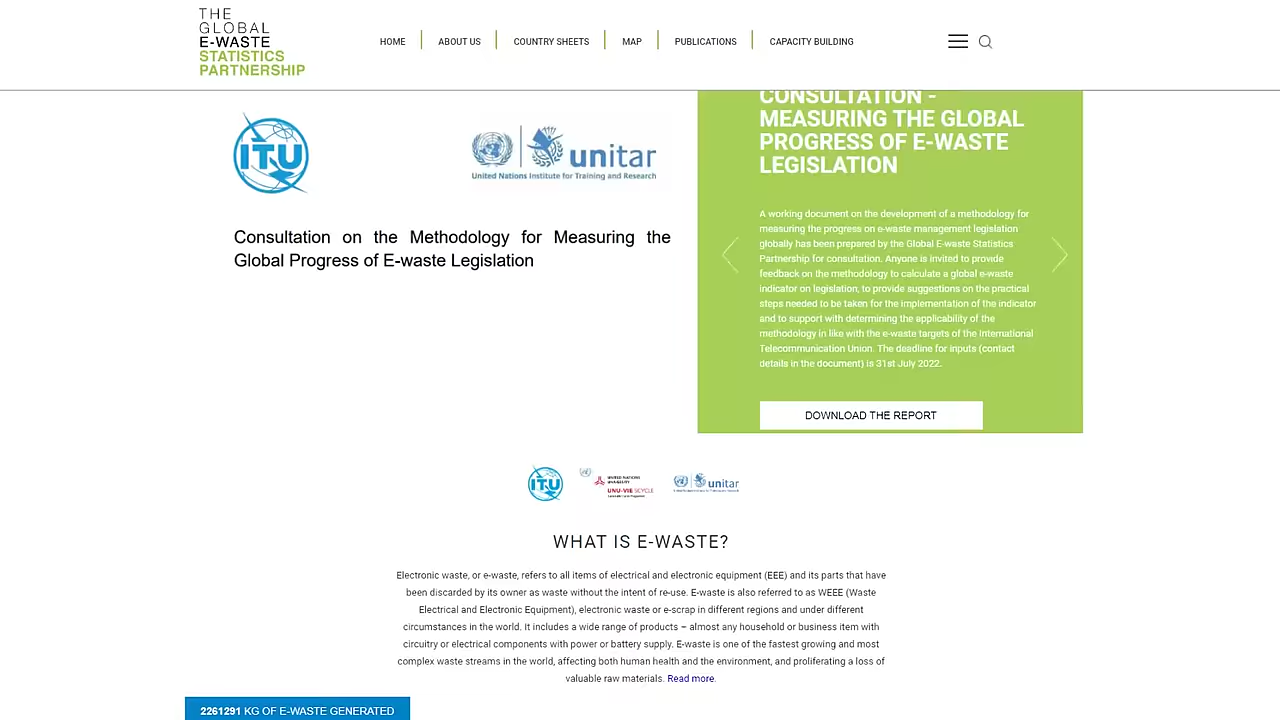 THE
GLOBAL
E-WASTE
STATISTICS
PARTNERSHIP
HOME
ABOUT US
COUNTRY SHEETS
MAP
PUBLICATIONS
CAPACITY BUILDING
ITU
unitar
United Nations Institute for Training and Research
Consultation on the Methodology for Measuring the
Global Progress of E-waste Legislation
CONSULTATION -
MEASURING THE GLOBAL
PROGRESS OF E-WASTE
LEGISLATION
A working document on the development of a methodology for
measuring the progress on e-waste management legislation
globally has been prepared by the Global E-waste Statistics
Partnership for consultation. Anyone is invited to provide
feedback on the methodology to calculate a global e-waste
indicator on legislation, to provide suggestions on the practical
steps needed to be taken for the implementation of the indicator
and to support with determining the applicability of the
methodology in like with the e-waste targets of the International
Telecommunication Union. The deadline for inputs (contact
details in the document) is 31st July 2022.
DOWNLOAD THE REPORT
ITU
UNITED NATIONS
UNIVERSITY
UNU-VIE SCYCLE
unitar
WHAT IS E-WASTE?
Electronic waste, or e-waste, refers to all items of electrical and electronic equipment (EEE) and its parts that have
been discarded by its owner as waste without the intent of re-use. E-waste is also referred to as WEEE (Waste
Electrical and Electronic Equipment), electronic waste or e-scrap in different regions and under different
circumstances in the world. It includes a wide range of products – almost any household or business item with
circuitry or electrical components with power or battery supply. E-waste is one of the fastest growing and most
complex waste streams in the world, affecting both human health and the environment, and proliferating a loss of
valuable raw materials. Read more.
2261291 KG OF E-WASTE GENERATED